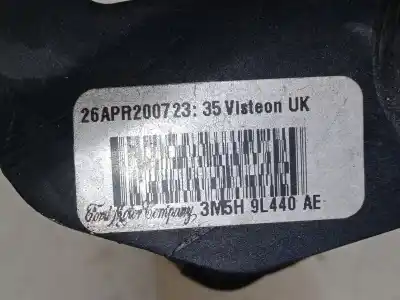 26APR200723:35 Visteon UK
Ford Motor Company 3M5H 9L440 AE